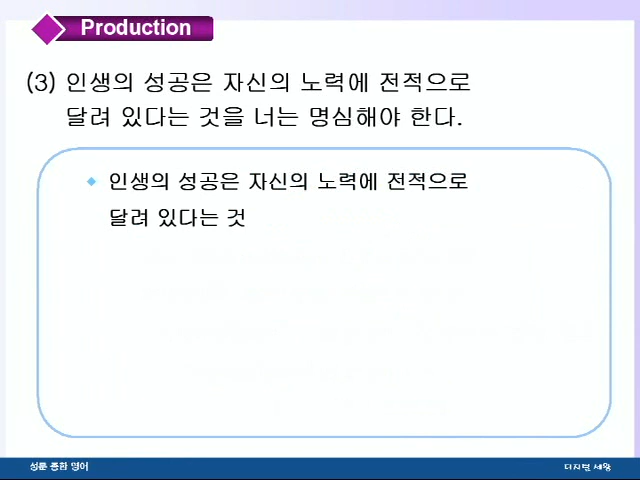 Production
(3) 인생의 성공은 자신의 노력에 전적으로
달려 있다는 것을 너는 명심해야 한다.
인생의 성공은 자신의 노력에 전적으로
달려 있다는 것
성문 종합 영어
디지털 세왕